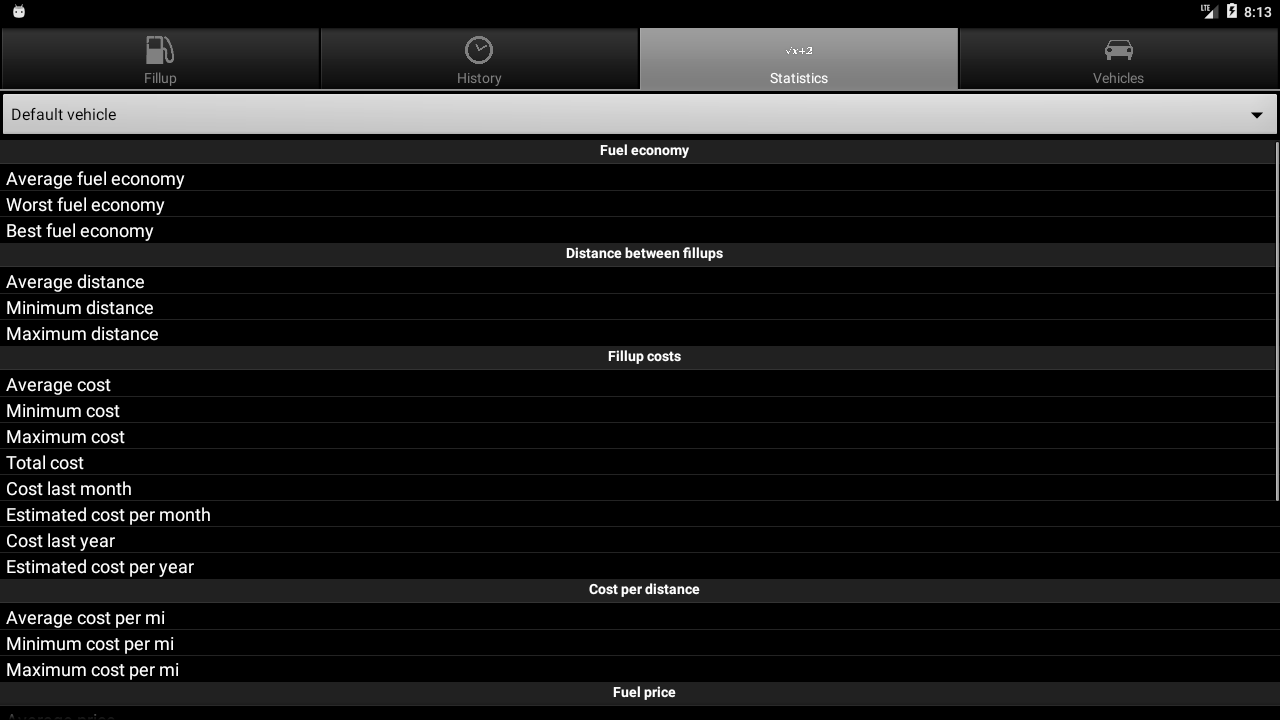 LTE 8:13
Fillup
History
√x+2
Statistics
Vehicles
Default vehicle
Fuel economy
Average fuel economy
Worst fuel economy
Best fuel economy
Distance between fillups
Average distance
Minimum distance
Maximum distance
Fillup costs
Average cost
Minimum cost
Maximum cost
Total cost
Cost last month
Estimated cost per month
Cost last year
Estimated cost per year
Cost per distance
Average cost per mi
Minimum cost per mi
Maximum cost per mi
Fuel price
Average price